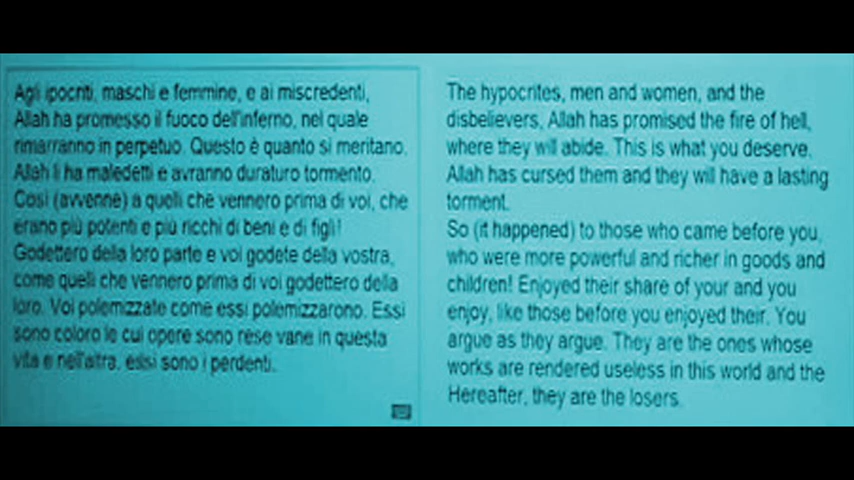 Agli ipocriti, maschi e femmine, e ai miscredenti,
Allah ha promesso il fuoco dell'inferno, nel quale
rimarranno in perpetuo. Questo è quanto si meritano.
Allah li ha maledetti e avranno duraturo tormento.
Così (avvenne) a quelli che vennero prima di voi, che
erano più potenti e più ricchi di beni e di figli!
Godettero della loro parte e voi godete della vostra,
come quelli che vennero prima di voi godettero della
loro. Voi polemizzate come essi polemizzarono. Essi
sono coloro le cui opere sono rese vane in questa
vita e nell'altra. essi sono i perdenti.
The hypocrites, men and women, and the
disbelievers, Allah has promised the fire of hell,
where they will abide. This is what you deserve.
Allah has cursed them and they will have a lasting
torment.
So (it happened) to those who came before you,
who were more powerful and richer in goods and
children! Enjoyed their share of your and you
enjoy, like those before you enjoyed their. You
argue as they argue. They are the ones whose
works are rendered useless in this world and the
Hereafter, they are the losers.